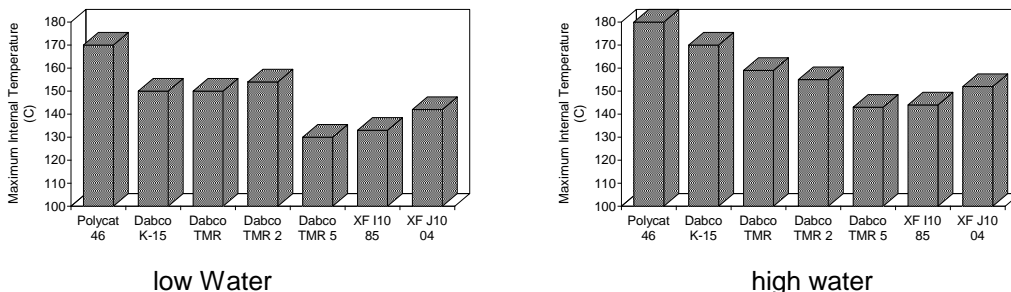 Maximum Internal Temperature
(C)
180
170
160
150
140
130
120
110
100
Polycat
46
Dabco
K-15
Dabco
TMR
Dabco
TMR 2
Dabco
TMR 5
XF I10
85
XF J10
04
low Water
Maximum Internal Temperature
(C)
180
170
160
150
140
130
120
110
100
Polycat
46
Dabco
K-15
Dabco
TMR
Dabco
TMR 2
Dabco
TMR 5
XF I10
85
XF J10
04
high water